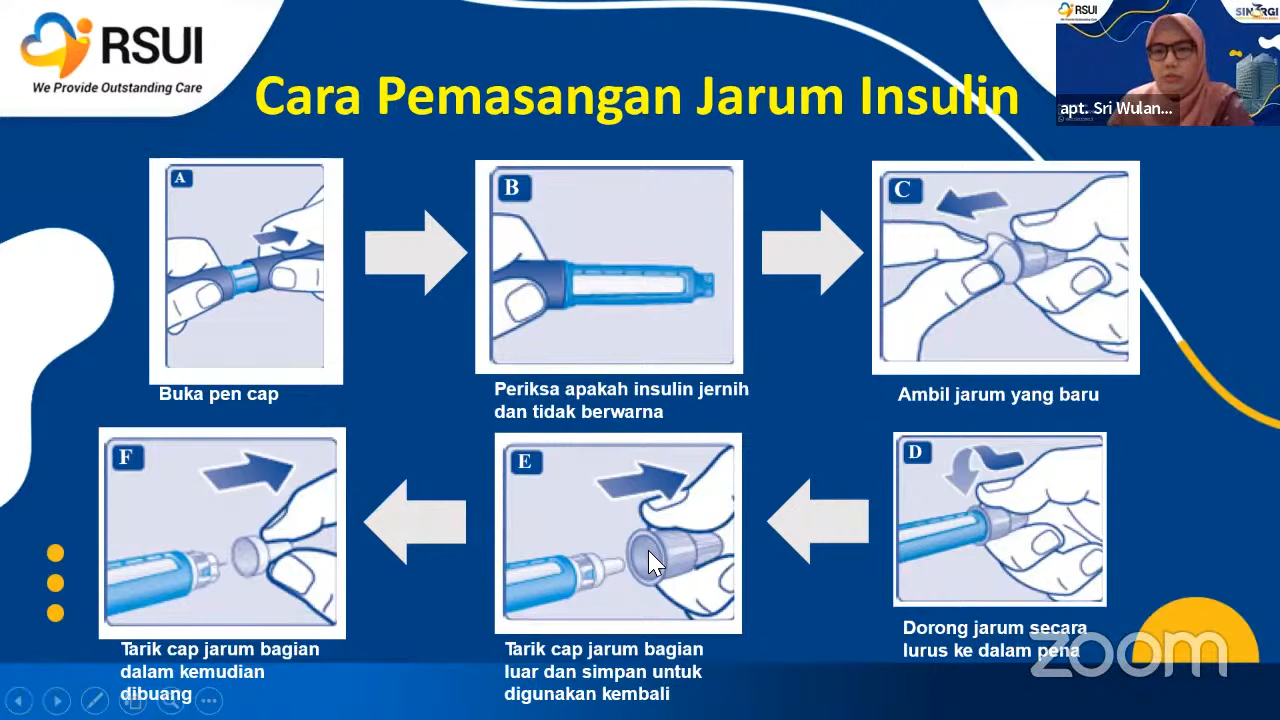 RSUI
We Provide Outstanding Care
Cara Pemasangan Jarum Insulin
RSUI
SINERGI
apt. Sri Wulan...
A
Buka pen cap
B
Periksa apakah insulin jernih
dan tidak berwarna
C
Ambil jarum yang baru
F
Tarik cap jarum bagian
dalam kemudian
dibuang
E
Tarik cap jarum bagian
luar dan simpan untuk
digunakan kembali
D
Dorong jarum secara
lurus ke dalam pena
zoom